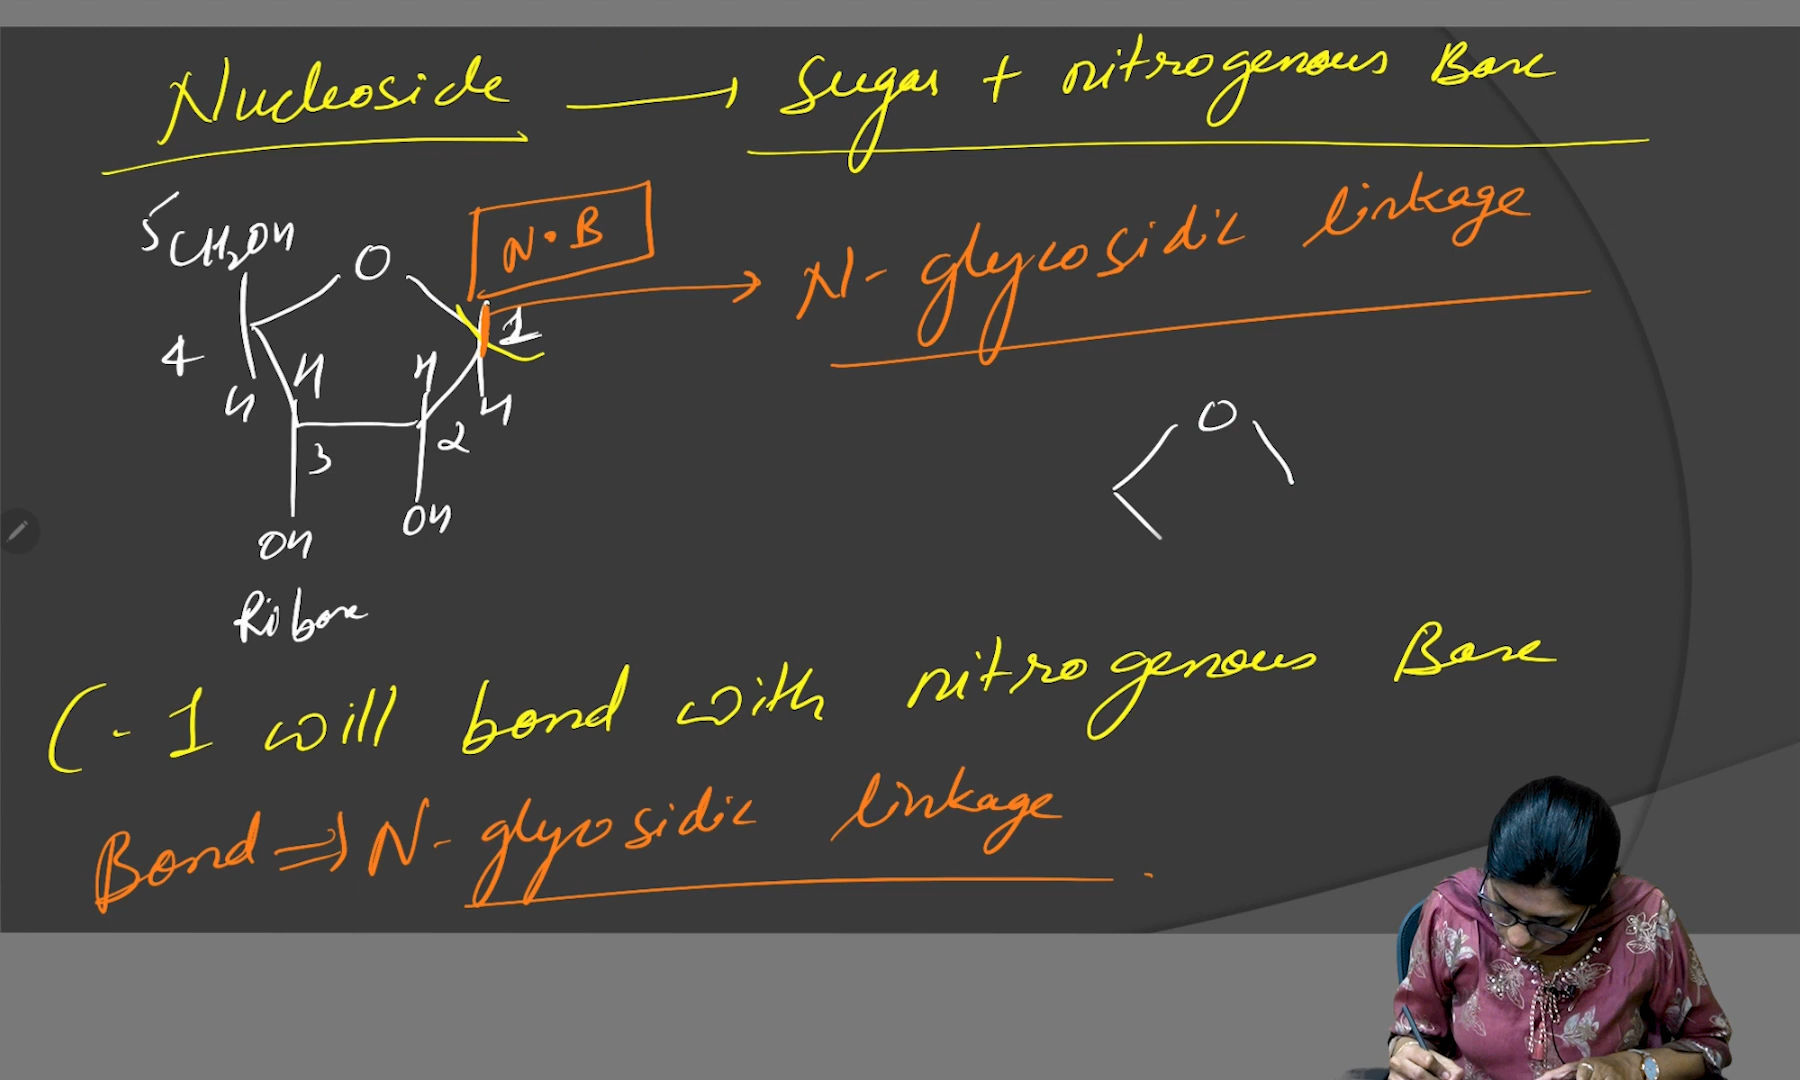 Nucleoside → Sugar + nitrogenous Base
5 CH₂OH O N.B → N-glycosidic linkage
1
4 H H H H
3 2
OH OH
O
Ribose
C-1 will bond with nitrogenous Base
Bond ⇒ N-glycosidic linkage.